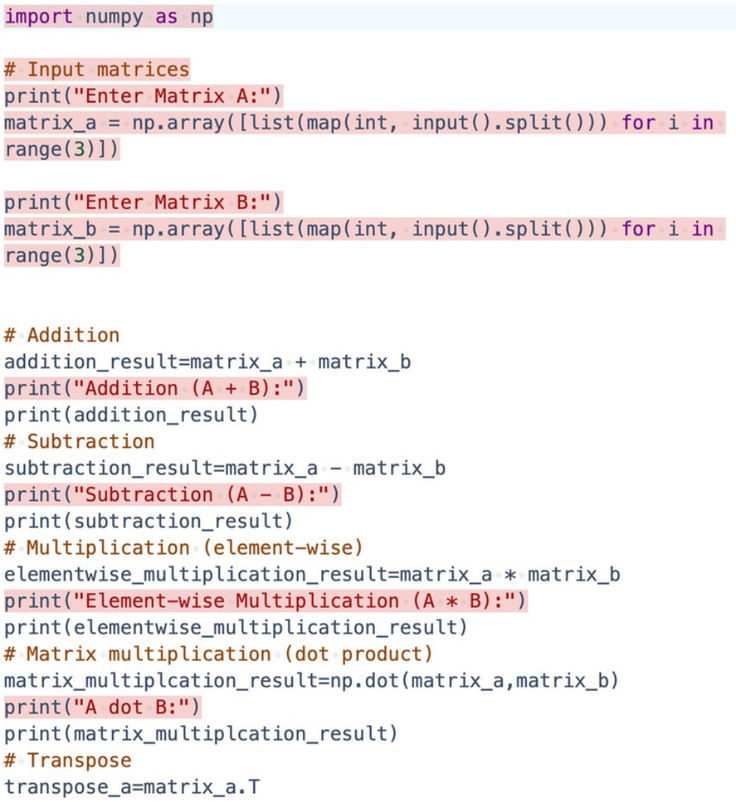 import numpy as np
# Input matrices
print("Enter Matrix A:")
matrix_a = np.array([list(map(int, input().split())) for i in
range(3)])
print("Enter Matrix B:")
matrix_b = np.array([list(map(int, input().split())) for i in
range(3)])
# Addition
addition_result=matrix_a + matrix_b
print("Addition (A + B):")
print(addition_result)
# Subtraction
subtraction_result=matrix_a - matrix_b
print("Subtraction (A - B):")
print(subtraction_result)
# Multiplication (element-wise)
elementwise_multiplication_result=matrix_a * matrix_b
print("Element-wise Multiplication (A * B):")
print(elementwise_multiplication_result)
# Matrix multiplication (dot product)
matrix_multiplcation_result=np.dot(matrix_a,matrix_b)
print("A dot B:")
print(matrix_multiplcation_result)
# Transpose
transpose_a=matrix_a.T